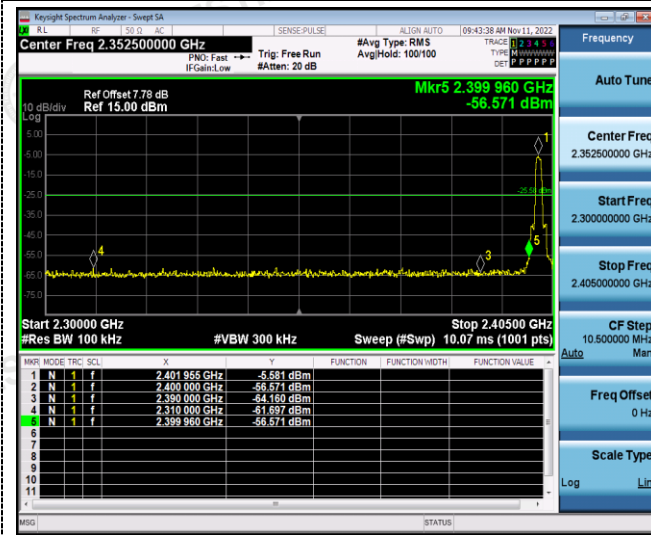 Keysight Spectrum Analyzer - Swept SA
RL RF 50 Ω AC SENSE:PULSE ALIGN AUTO 09:43:38 AM Nov 11, 2022
Center Freq 2.352500000 GHz #Avg Type: RMS TRACE 1 2 3 4 5 6
PNO: Fast Trig: Free Run Avg|Hold: 100/100 TYPE M WWWWW
IFGain:Low #Atten: 20 dB DET P P P P P P
Mkr5 2.399 960 GHz
Ref Offset 7.78 dB
10 dB/div Ref 15.00 dBm -56.571 dBm
Log
5.00
-5.00
-15.0
-25.0
-35.0
-45.0
-55.0
-65.0
-75.0
1
4
3
5
Start 2.30000 GHz Stop 2.40500 GHz
#Res BW 100 kHz #VBW 300 kHz Sweep (#Swp) 10.07 ms (1001 pts)
MKR MODE TRC SCL X Y FUNCTION FUNCTION WIDTH FUNCTION VALUE
1 N 1 f 2.401 955 GHz -5.581 dBm
2 N 1 f 2.400 000 GHz -56.571 dBm
3 N 1 f 2.390 000 GHz -64.160 dBm
4 N 1 f 2.310 000 GHz -61.697 dBm
5 N 1 f 2.399 960 GHz -56.571 dBm
6
7
8
9
10
11
MSG STATUS
Frequency
Auto Tune
Center Freq
2.352500000 GHz
Start Freq
2.300000000 GHz
Stop Freq
2.405000000 GHz
CF Step
10.500000 MHz
Auto Man
Freq Offset
0 Hz
Scale Type
Log Lin